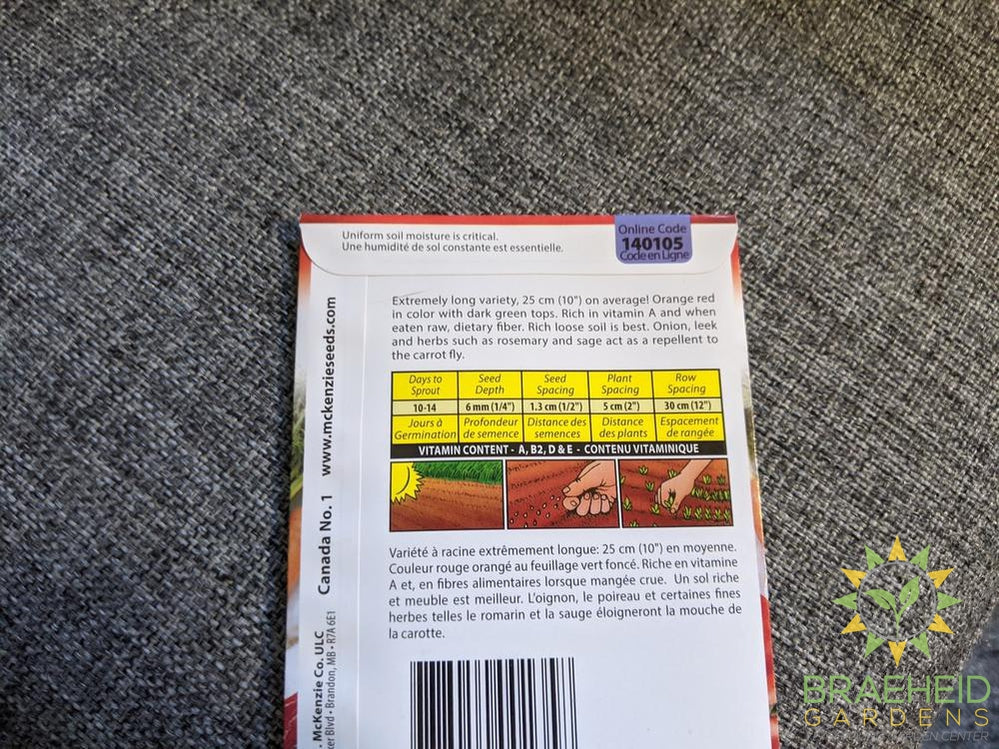 Uniform soil moisture is critical.
Une humidité de sol constante est essentielle.
Online Code
140105
Code en Ligne
Extremely long variety, 25 cm (10") on average! Orange red
in color with dark green tops. Rich in vitamin A and when
eaten raw, dietary fiber. Rich loose soil is best. Onion, leek
and herbs such as rosemary and sage act as a repellent to
the carrot fly.
Days to Sprout Seed Depth Seed Spacing Plant Spacing Row Spacing
10-14 6 mm (1/4") 1.3 cm (1/2") 5 cm (2") 30 cm (12")
Jours à Germination Profondeur de semence Distance des semences Distance des plants Espacement de rangée
VITAMIN CONTENT - A, B2, D & E - CONTENU VITAMINIQUE
Variété à racine extrêmement longue: 25 cm (10") en moyenne.
Couleur rouge orangé au feuillage vert foncé. Riche en vitamine
A et, en fibres alimentaires lorsque mangée crue. Un sol riche
et meuble est meilleur. L'oignon, le poireau et certaines fines
herbes telles le romarin et la sauge éloigneront la mouche de
la carotte.
. McKenzie Co. ULC Canada No. 1 www.mckenzieseeds.com
Blvd • Brandon, MB • R7A 6E1
BRAEHEID
GARDENS
GARDEN CENTER